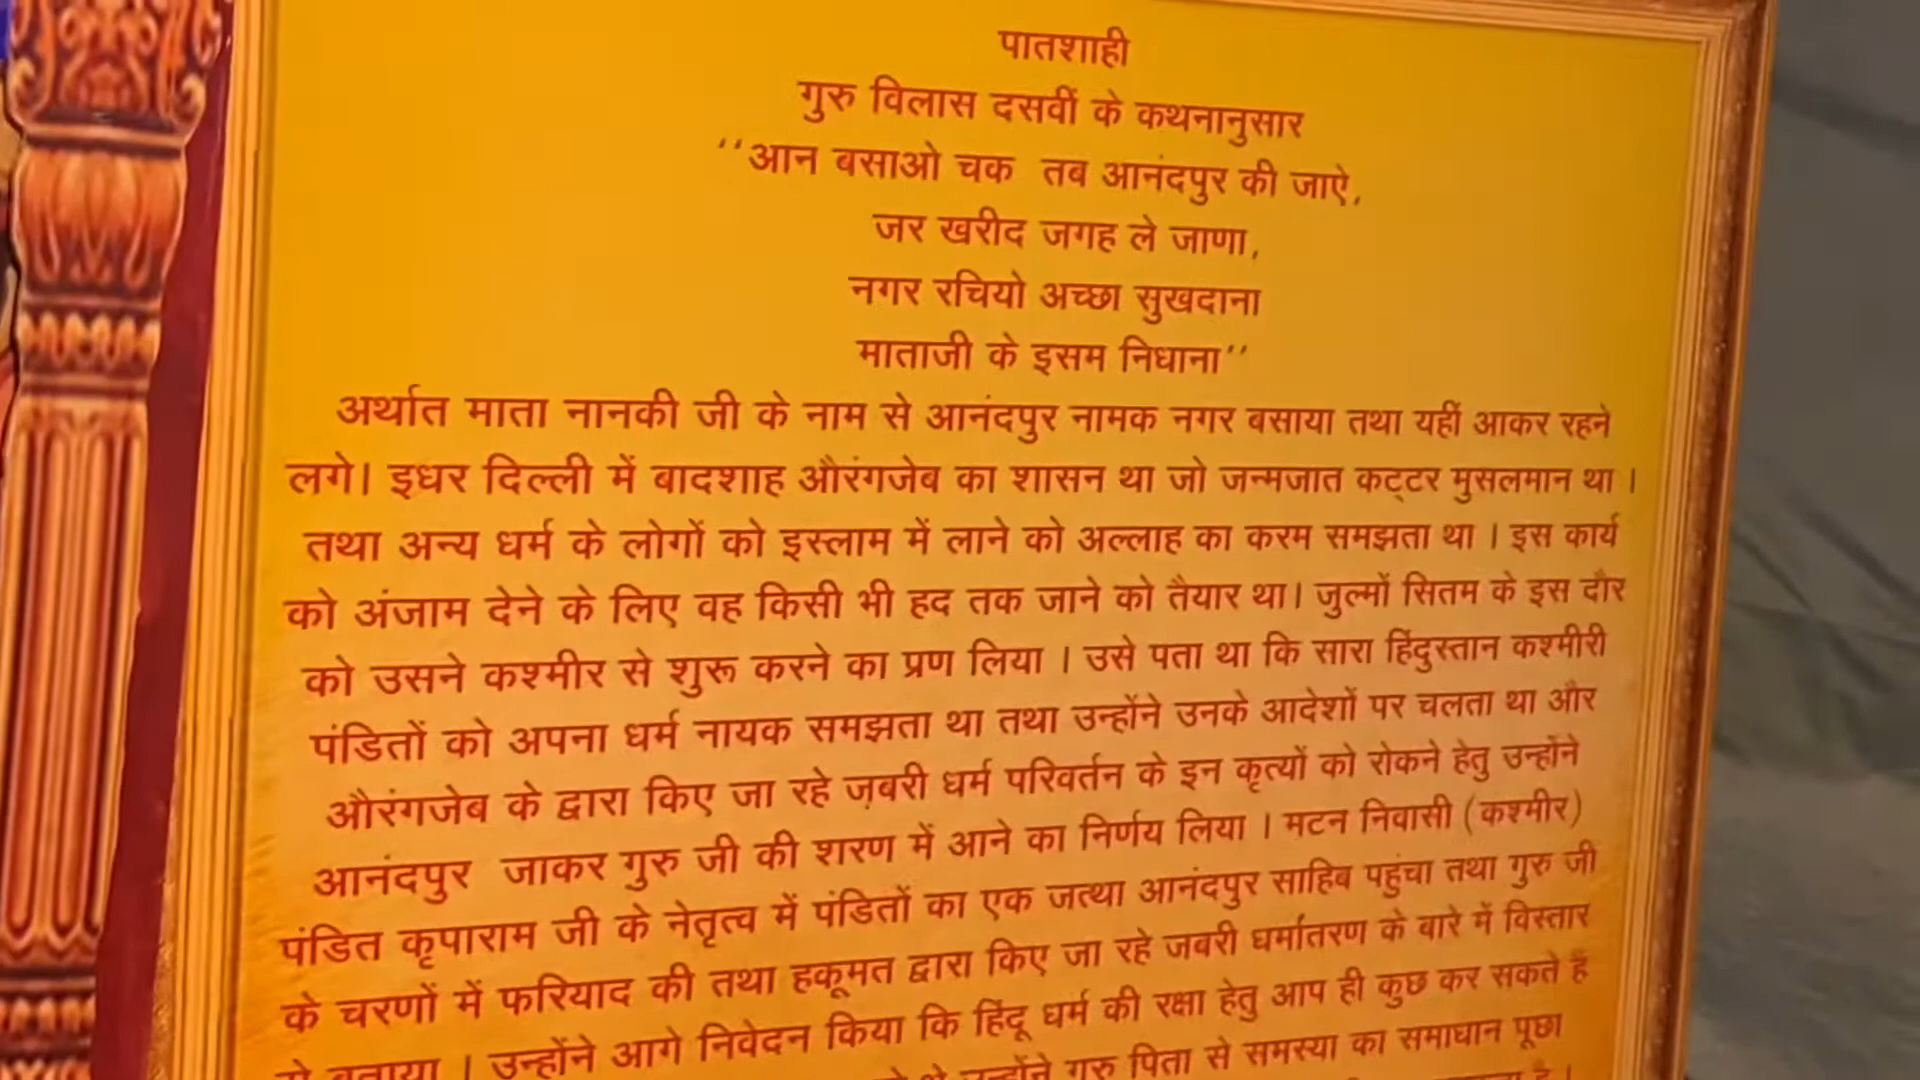 पातशाही
गुरु विलास दसवीं के कथनानुसार
‘‘आन बसाओ चक तब आनंदपुर की जाऐ,
जर खरीद जगह ले जाणा,
नगर रचियो अच्छा सुखदाना
माताजी के इसम निधाना’’
अर्थात माता नानकी जी के नाम से आनंदपुर नामक नगर बसाया तथा यहीं आकर रहने
लगे। इधर दिल्ली में बादशाह औरंगजेब का शासन था जो जन्मजात कट्टर मुसलमान था ।
तथा अन्य धर्म के लोगों को इस्लाम में लाने को अल्लाह का करम समझता था । इस कार्य
को अंजाम देने के लिए वह किसी भी हद तक जाने को तैयार था। जुल्मों सितम के इस दौर
को उसने कश्मीर से शुरू करने का प्रण लिया । उसे पता था कि सारा हिंदुस्तान कश्मीरी
पंडितों को अपना धर्म नायक समझता था तथा उन्होंने उनके आदेशों पर चलता था और
औरंगजेब के द्वारा किए जा रहे ज़बरी धर्म परिवर्तन के इन कृत्यों को रोकने हेतु उन्होंने
आनंदपुर जाकर गुरु जी की शरण में आने का निर्णय लिया । मटन निवासी (कश्मीर)
पंडित कृपाराम जी के नेतृत्व में पंडितों का एक जत्था आनंदपुर साहिब पहुंचा तथा गुरु जी
के चरणों में फरियाद की तथा हकूमत द्वारा किए जा रहे जबरी धर्मांतरण के बारे में विस्तार
से बताया । उन्होंने आगे निवेदन किया कि हिंदू धर्म की रक्षा हेतु आप ही कुछ कर सकते हैं
उन्होंने गुरु पिता से समस्या का समाधान पूछा